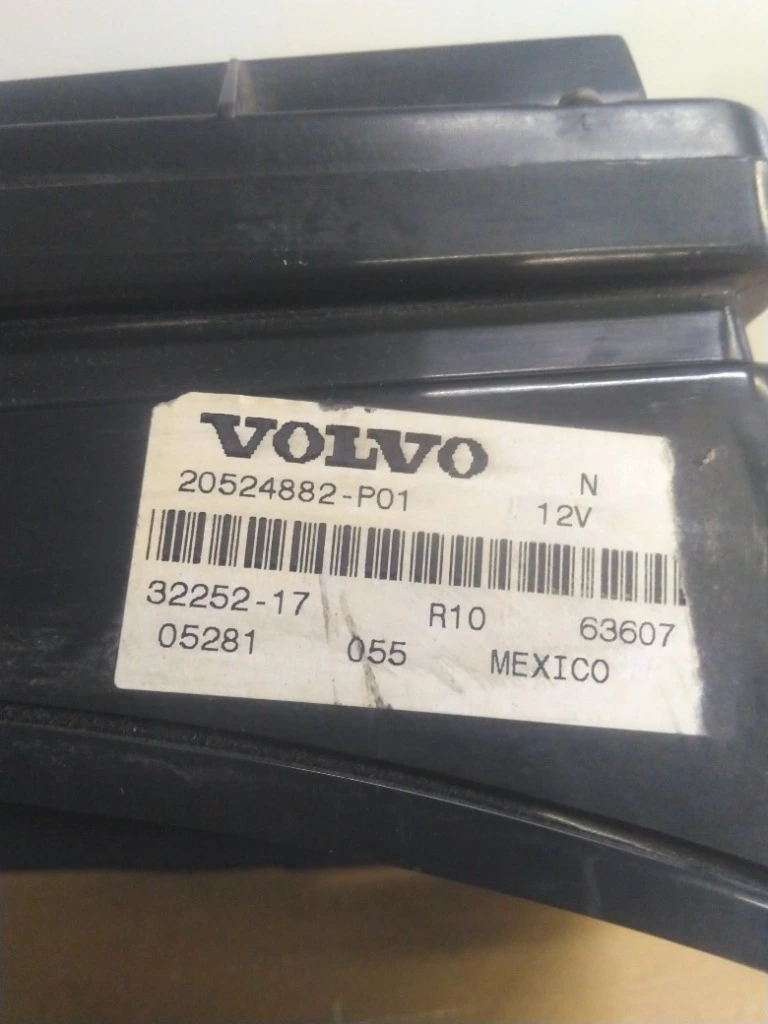 VOLVO
20524882-P01 N
12V
32252-17 R10 63607
05281 055 MEXICO